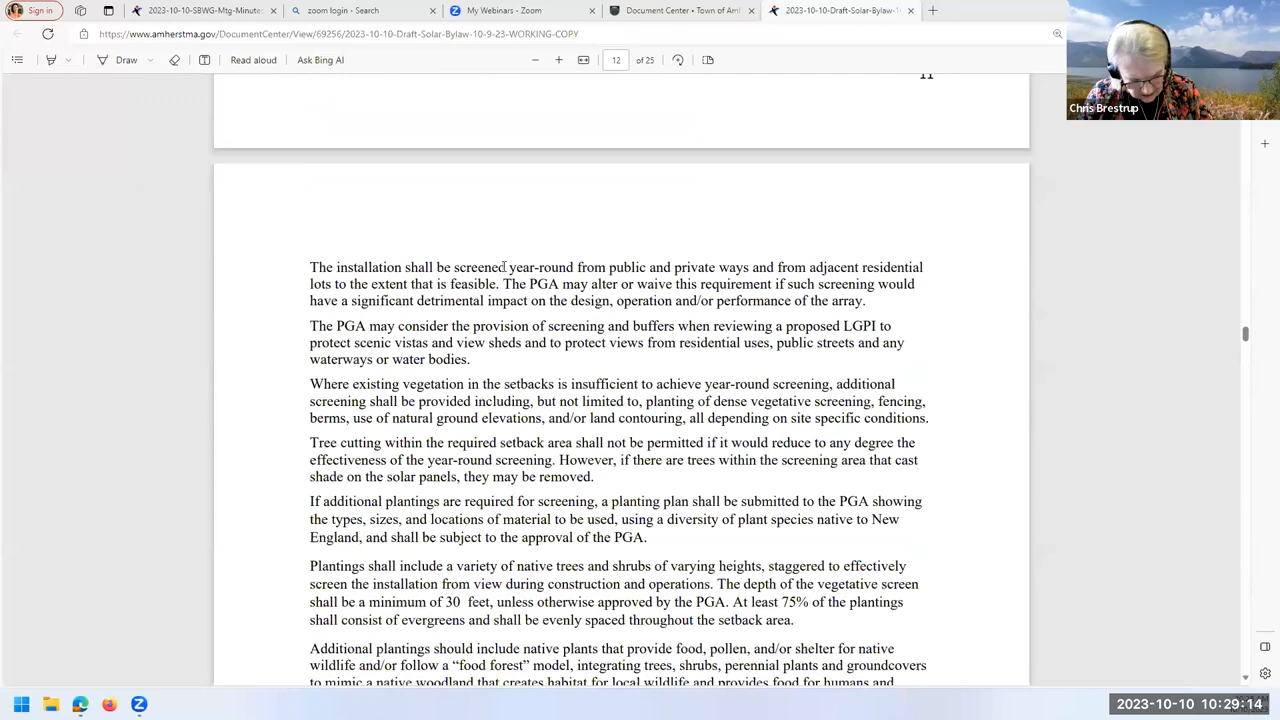 Sign in
2023-10-10-SBWG-Mtg-Minute
zoom login - Search
My Webinars - Zoom
Document Center • Town of Am
2023-10-10-Draft-Solar-Bylaw-1
https://www.amherstma.gov/DocumentCenter/View/69256/2023-10-10-Draft-Solar-Bylaw-10-9-23-WORKING-COPY
Draw
Read aloud
Ask Bing AI
12
of 25
Chris Brestrup
11
The installation shall be screened year-round from public and private ways and from adjacent residential
lots to the extent that is feasible. The PGA may alter or waive this requirement if such screening would
have a significant detrimental impact on the design, operation and/or performance of the array.
The PGA may consider the provision of screening and buffers when reviewing a proposed LGPI to
protect scenic vistas and view sheds and to protect views from residential uses, public streets and any
waterways or water bodies.
Where existing vegetation in the setbacks is insufficient to achieve year-round screening, additional
screening shall be provided including, but not limited to, planting of dense vegetative screening, fencing,
berms, use of natural ground elevations, and/or land contouring, all depending on site specific conditions.
Tree cutting within the required setback area shall not be permitted if it would reduce to any degree the
effectiveness of the year-round screening. However, if there are trees within the screening area that cast
shade on the solar panels, they may be removed.
If additional plantings are required for screening, a planting plan shall be submitted to the PGA showing
the types, sizes, and locations of material to be used, using a diversity of plant species native to New
England, and shall be subject to the approval of the PGA.
Plantings shall include a variety of native trees and shrubs of varying heights, staggered to effectively
screen the installation from view during construction and operations. The depth of the vegetative screen
shall be a minimum of 30 feet, unless otherwise approved by the PGA. At least 75% of the plantings
shall consist of evergreens and shall be evenly spaced throughout the setback area.
Additional plantings should include native plants that provide food, pollen, and/or shelter for native
wildlife and/or follow a “food forest” model, integrating trees, shrubs, perennial plants and groundcovers
to mimic a native woodland that creates habitat for local wildlife and provides food for humans and
2023-10-10 10:29:14